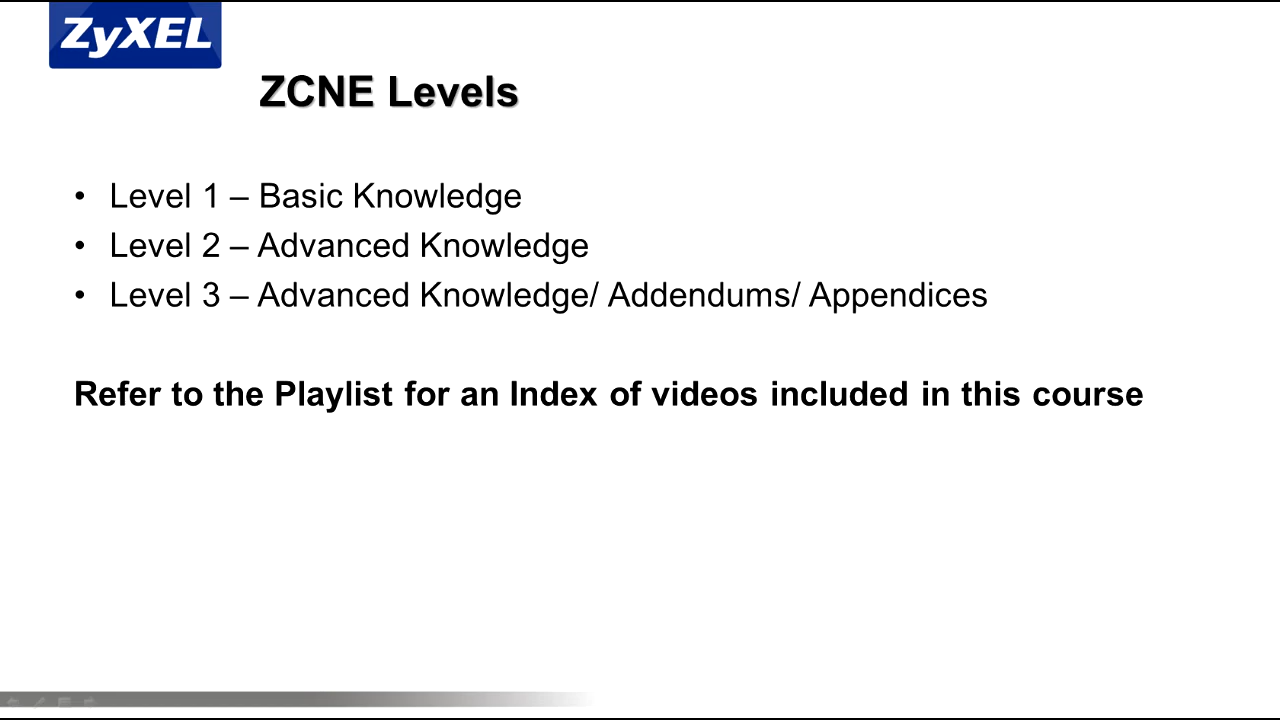 ZyXEL
ZCNE Levels
• Level 1 – Basic Knowledge
• Level 2 – Advanced Knowledge
• Level 3 – Advanced Knowledge/ Addendums/ Appendices
Refer to the Playlist for an Index of videos included in this course